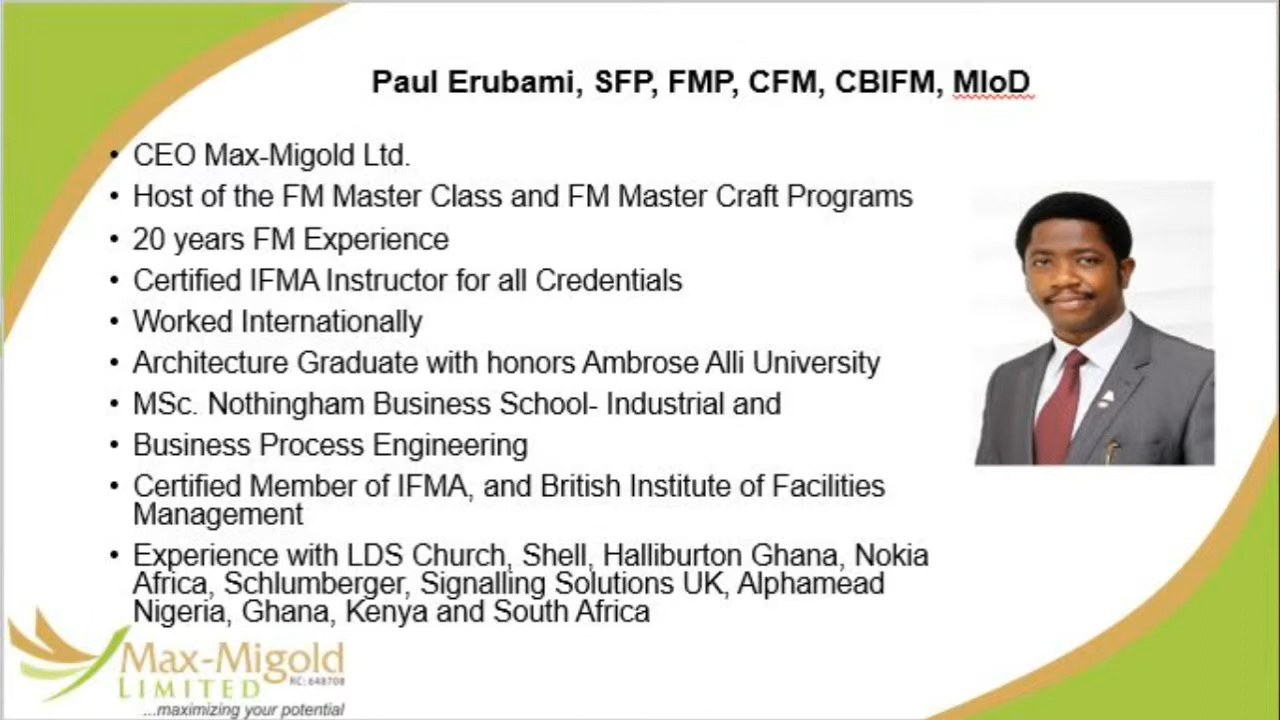 Paul Erubami, SFP, FMP, CFM, CBIFM, MIoD
• CEO Max-Migold Ltd.
• Host of the FM Master Class and FM Master Craft Programs
• 20 years FM Experience
• Certified IFMA Instructor for all Credentials
• Worked Internationally
• Architecture Graduate with honors Ambrose Alli University
• MSc. Nothingham Business School- Industrial and
• Business Process Engineering
• Certified Member of IFMA, and British Institute of Facilities
Management
• Experience with LDS Church, Shell, Halliburton Ghana, Nokia
Africa, Schlumberger, Signalling Solutions UK, Alphamead
Nigeria, Ghana, Kenya and South Africa
Max-Migold
LIMITED
RC: 648708
...maximizing your potential